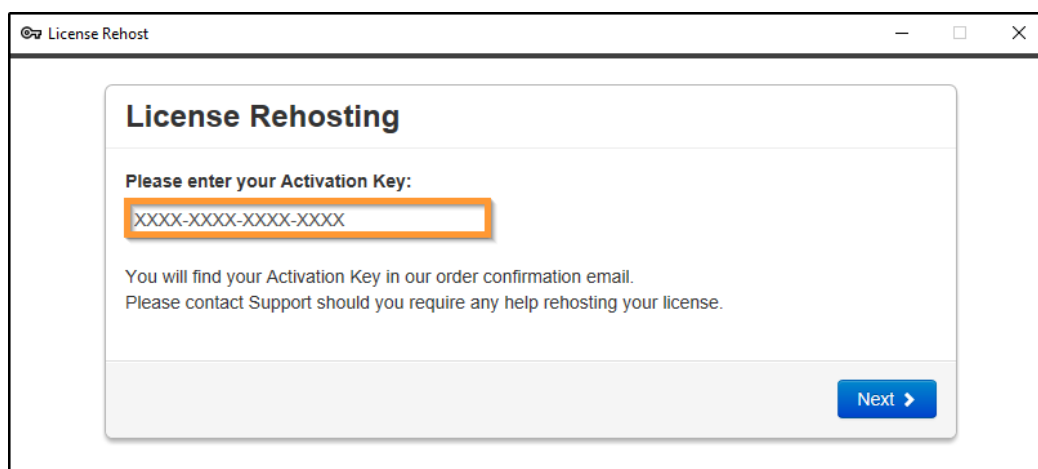 License Rehost
License Rehosting
Please enter your Activation Key:
XXXX-XXXX-XXXX-XXXX
You will find your Activation Key in our order confirmation email.
Please contact Support should you require any help rehosting your license.
Next